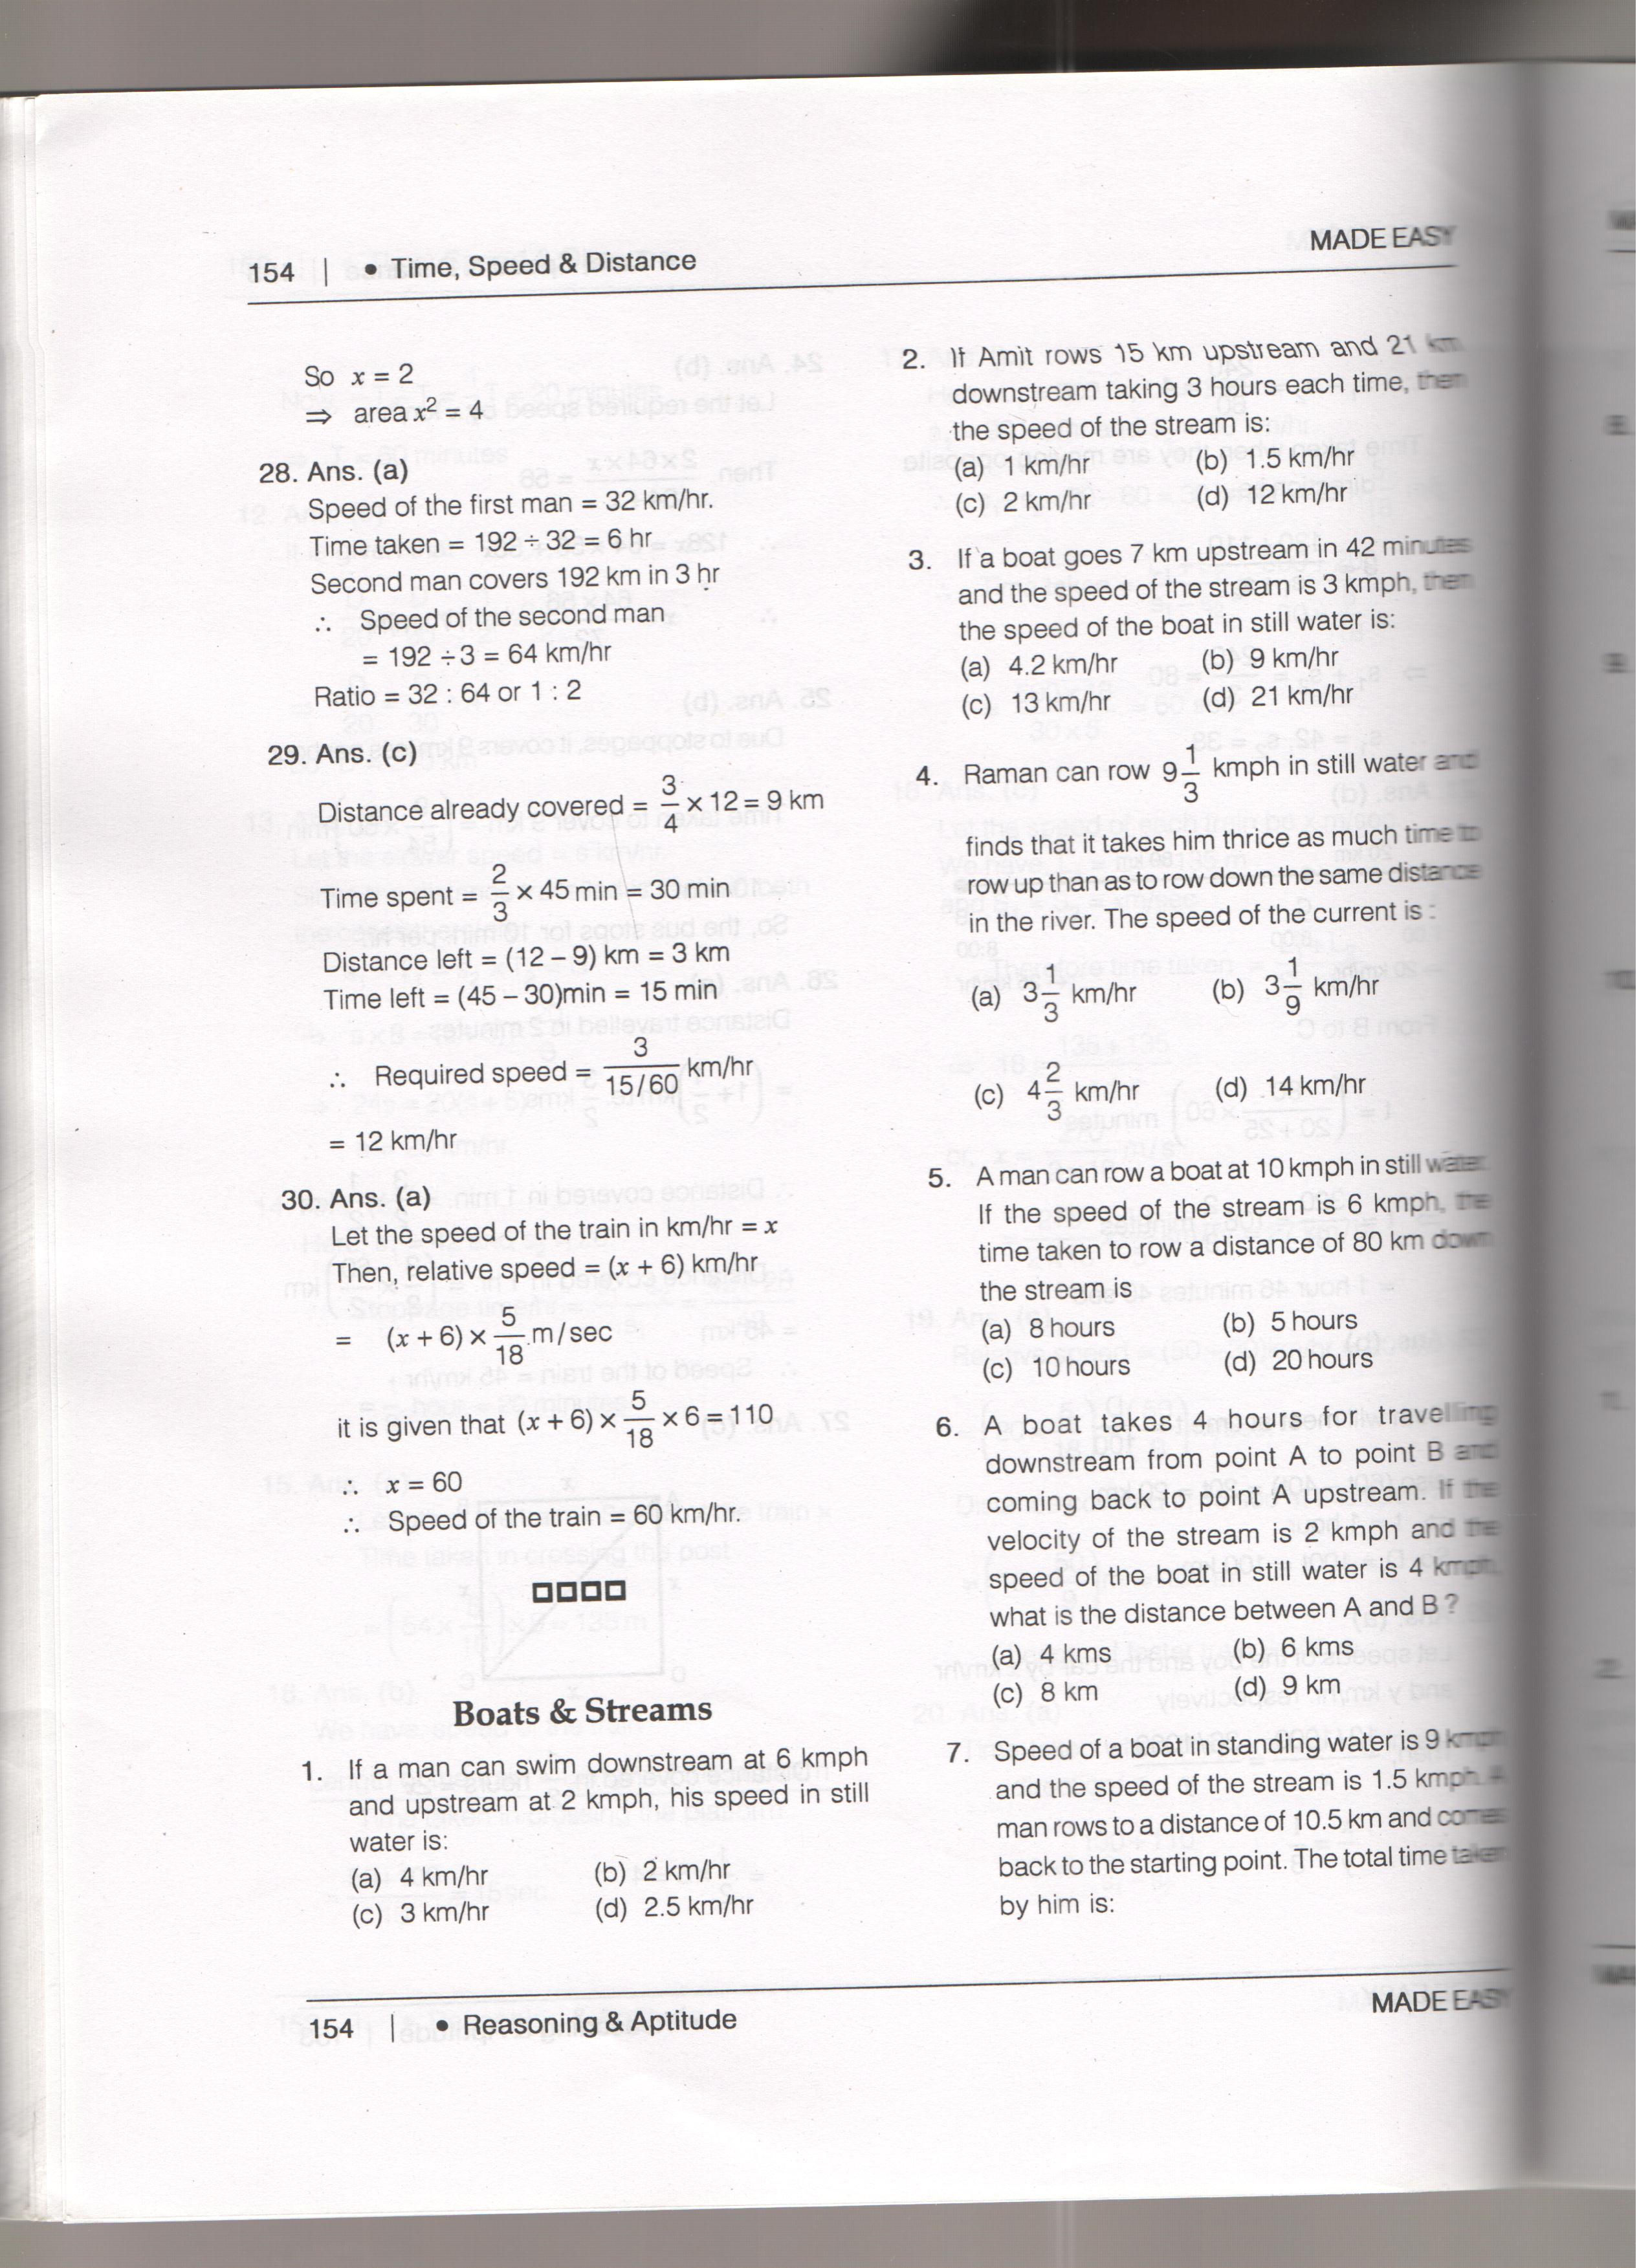 154 | • Time, Speed & Distance
MADE EASY
So x = 2
⇒ area x² = 4
28. Ans. (a)
Speed of the first man = 32 km/hr.
Time taken = 192 ÷ 32 = 6 hr
Second man covers 192 km in 3 hr
∴ Speed of the second man
= 192 ÷ 3 = 64 km/hr
Ratio = 32 : 64 or 1 : 2
29. Ans. (c)
Distance already covered = 3/4 × 12 = 9 km
Time spent = 2/3 × 45 min = 30 min
Distance left = (12 – 9) km = 3 km
Time left = (45 – 30)min = 15 min
∴ Required speed = 3/(15/60) km/hr
= 12 km/hr
30. Ans. (a)
Let the speed of the train in km/hr = x
Then, relative speed = (x + 6) km/hr
= (x + 6) × 5/18 m/sec
it is given that (x + 6) × 5/18 × 6 = 110
∴ x = 60
∴ Speed of the train = 60 km/hr.
Boats & Streams
1. If a man can swim downstream at 6 kmph
and upstream at 2 kmph, his speed in still
water is:
(a) 4 km/hr (b) 2 km/hr
(c) 3 km/hr (d) 2.5 km/hr
2. If Amit rows 15 km upstream and 21 km
downstream taking 3 hours each time, then
the speed of the stream is:
(a) 1 km/hr (b) 1.5 km/hr
(c) 2 km/hr (d) 12 km/hr
3. If a boat goes 7 km upstream in 42 minutes
and the speed of the stream is 3 kmph, then
the speed of the boat in still water is:
(a) 4.2 km/hr (b) 9 km/hr
(c) 13 km/hr (d) 21 km/hr
4. Raman can row 9 1/3 kmph in still water and
finds that it takes him thrice as much time to
row up than as to row down the same distance
in the river. The speed of the current is :
(a) 3 1/3 km/hr (b) 3 1/9 km/hr
(c) 4 2/3 km/hr (d) 14 km/hr
5. A man can row a boat at 10 kmph in still water.
If the speed of the stream is 6 kmph, the
time taken to row a distance of 80 km down
the stream is
(a) 8 hours (b) 5 hours
(c) 10 hours (d) 20 hours
6. A boat takes 4 hours for travelling
downstream from point A to point B and
coming back to point A upstream. If the
velocity of the stream is 2 kmph and the
speed of the boat in still water is 4 kmph,
what is the distance between A and B ?
(a) 4 kms (b) 6 kms
(c) 8 km (d) 9 km
7. Speed of a boat in standing water is 9 kmph
and the speed of the stream is 1.5 kmph.
man rows to a distance of 10.5 km and comes
back to the starting point. The total time taken
by him is:
154 | • Reasoning & Aptitude
MADE EASY